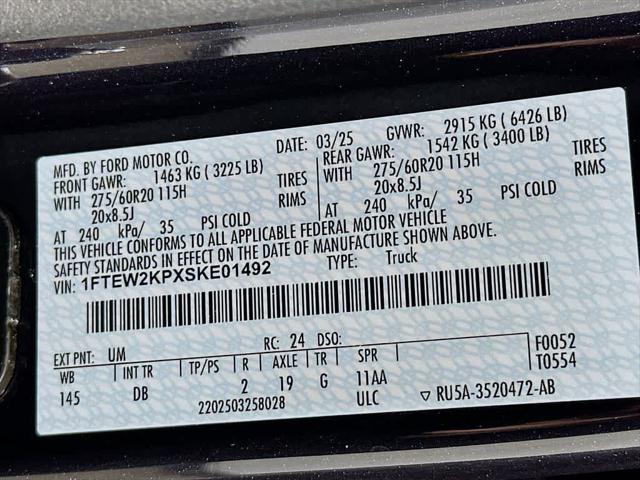 MFD. BY FORD MOTOR CO.
DATE: 03/25 GVWR: 2915 KG ( 6426 LB)
FRONT GAWR: 1463 KG ( 3225 LB) REAR GAWR: 1542 KG ( 3400 LB)
WITH 275/60R20 115H TIRES WITH 275/60R20 115H TIRES
20x8.5J RIMS 20x8.5J RIMS
AT 240 kPa/ 35 PSI COLD AT 240 kPa/ 35 PSI COLD
THIS VEHICLE CONFORMS TO ALL APPLICABLE FEDERAL MOTOR VEHICLE
SAFETY STANDARDS IN EFFECT ON THE DATE OF MANUFACTURE SHOWN ABOVE.
VIN: 1FTEW2KPXSKE01492 TYPE: Truck
EXT PNT: UM RC: 24 DSO: F0052
WB INT TR TP/PS R AXLE TR SPR T0554
145 DB 2 19 G 11AA
2202503258028 ULC ▽ RU5A-3520472-AB